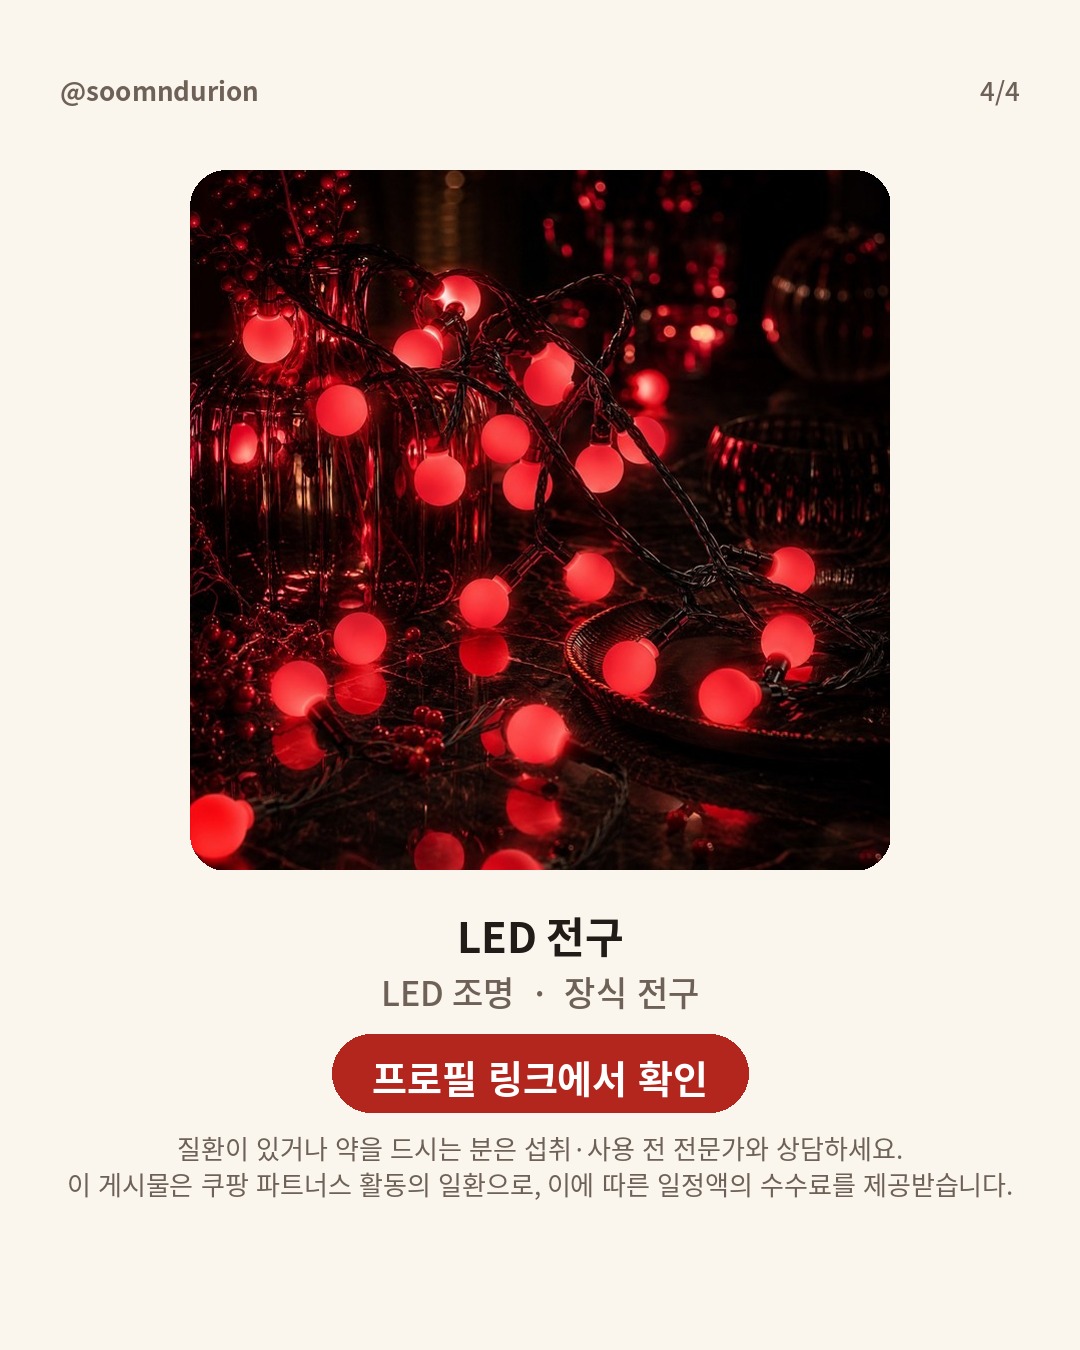 @soomndurion
4/4
LED 전구
LED 조명 · 장식 전구
프로필 링크에서 확인
질환이 있거나 약을 드시는 분은 섭취·사용 전 전문가와 상담하세요.
이 게시물은 쿠팡 파트너스 활동의 일환으로, 이에 따른 일정액의 수수료를 제공받습니다.